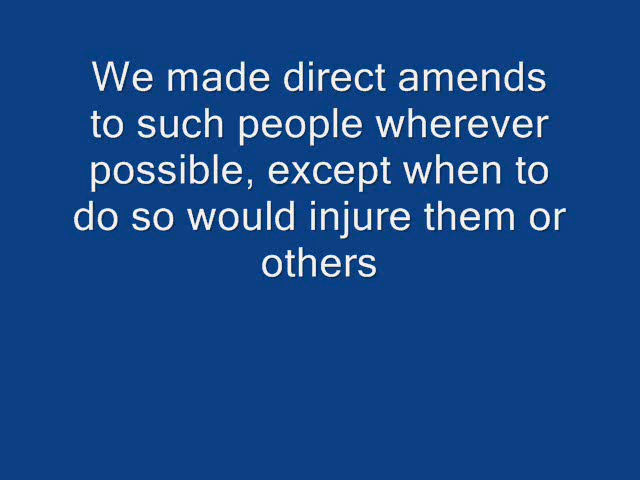 We made direct amends
to such people wherever
possible, except when to
do so would injure them or
others